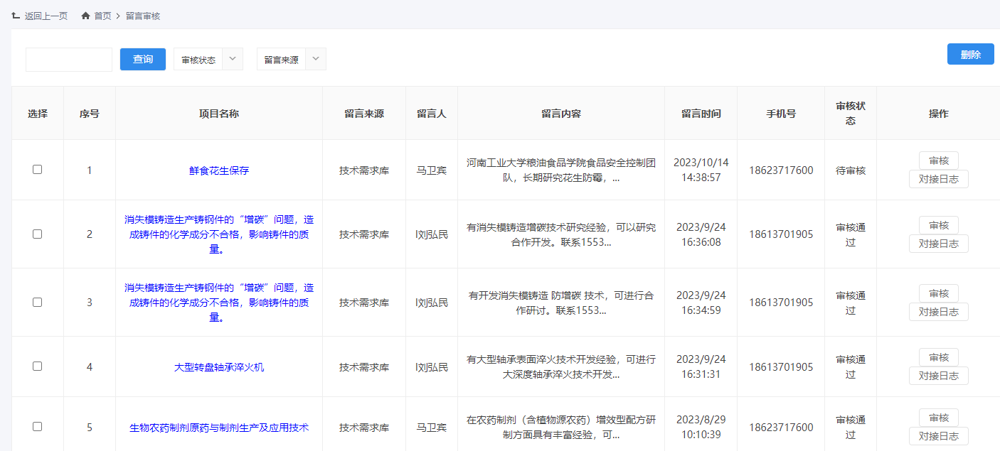 返回上一页 首页 > 留言审核
查询 审核状态 留言来源 删除
选择 序号 项目名称 留言来源 留言人 留言内容 留言时间 手机号 审核状
态 操作
1 鲜食花生保存 技术需求库 马卫宾 河南工业大学粮油食品学院食品安全控制团
队，长期研究花生防霉，... 2023/10/14
14:38:57 18623717600 待审核 审核
对接日志
2 消失模铸造生产铸钢件的“增碳”问题，造
成铸件的化学成分不合格，影响铸件的质
量。 技术需求库 l刘弘民 有消失模铸造增碳技术研究经验，可以研究
合作开发。联系1553... 2023/9/24
16:36:08 18613701905 审核通
过 审核
对接日志
3 消失模铸造生产铸钢件的“增碳”问题，造
成铸件的化学成分不合格，影响铸件的质
量。 技术需求库 l刘弘民 有开发消失模铸造 防增碳 技术，可进行合
作研讨。联系1553... 2023/9/24
16:34:59 18613701905 审核通
过 审核
对接日志
4 大型转盘轴承淬火机 技术需求库 l刘弘民 有大型轴承表面淬火技术开发经验，可进行
大深度轴承淬火技术开发... 2023/9/24
16:31:31 18613701905 审核通
过 审核
对接日志
5 生物农药制剂原药与制剂生产及应用技术 技术需求库 马卫宾 在农药制剂（含植物源农药）增效型配方研
制方面具有丰富经验，可... 2023/8/29
10:10:39 18623717600 审核通
过 审核
对接日志